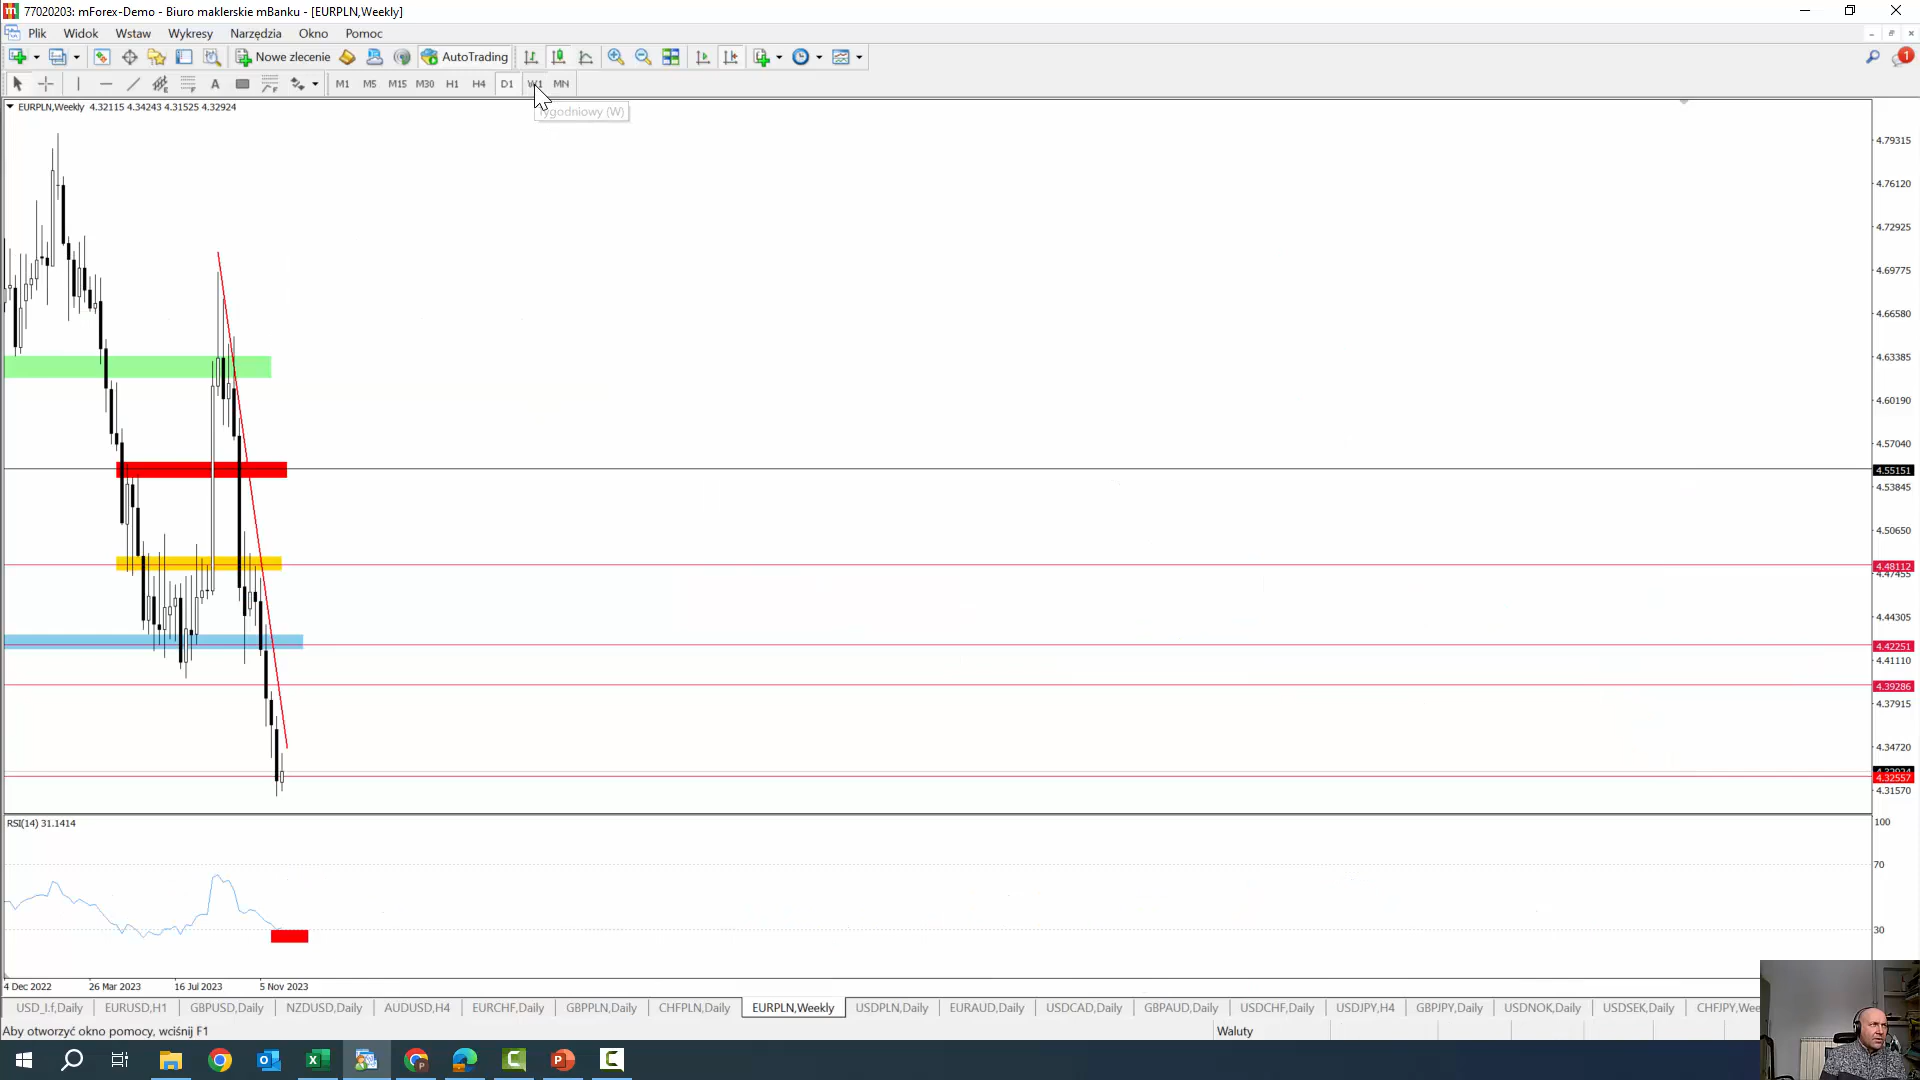 77020203: mForex-Demo - Biuro maklerskie mBanku - [EURPLN,Weekly]
Plik Widok Wstaw Wykresy Narzędzia Okno Pomoc
Nowe zlecenie AutoTrading
1
A M1 M5 M15 M30 H1 H4 D1 W1 MN
Tygodniowy (W)
EURPLN,Weekly 4.32115 4.34243 4.31525 4.32924
4.79315
4.76120
4.72925
4.69775
4.66580
4.63385
4.60190
4.57040
4.55151
4.53845
4.50650
4.48112
4.47455
4.44305
4.42251
4.41110
4.39286
4.37915
4.34720
4.32557
4.31570
RSI(14) 31.1414
100
70
30
4 Dec 2022 26 Mar 2023 16 Jul 2023 5 Nov 2023
USD_I.f,Daily EURUSD,H1 GBPUSD,Daily NZDUSD,Daily AUDUSD,H4 EURCHF,Daily GBPPLN,Daily CHFPLN,Daily EURPLN,Weekly USDPLN,Daily EURAUD,Daily USDCAD,Daily GBPAUD,Daily USDCHF,Daily USDJPY,H4 GBPJPY,Daily USDNOK,Daily USDSEK,Daily CHFJPY,Wee
Aby otworzyć okno pomocy, wciśnij F1 Waluty